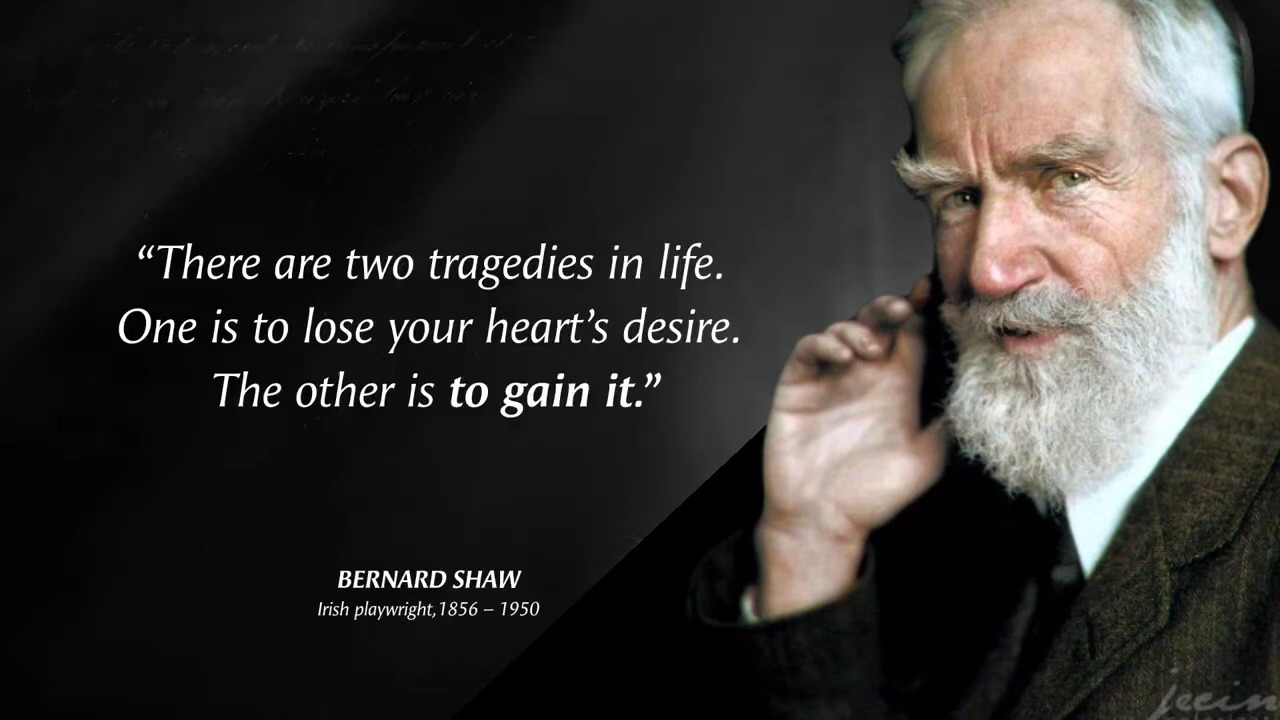 “There are two tragedies in life.
One is to lose your heart’s desire.
The other is to gain it.”
BERNARD SHAW
Irish playwright,1856 – 1950
jecin